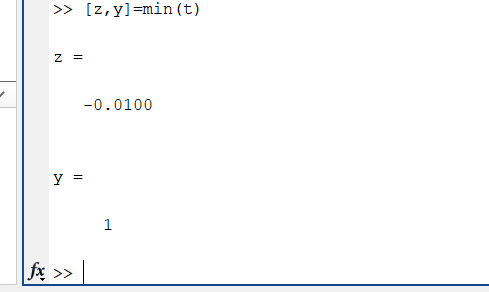 >> [z,y]=min(t)
z =
-0.0100
y =
1
fx >>